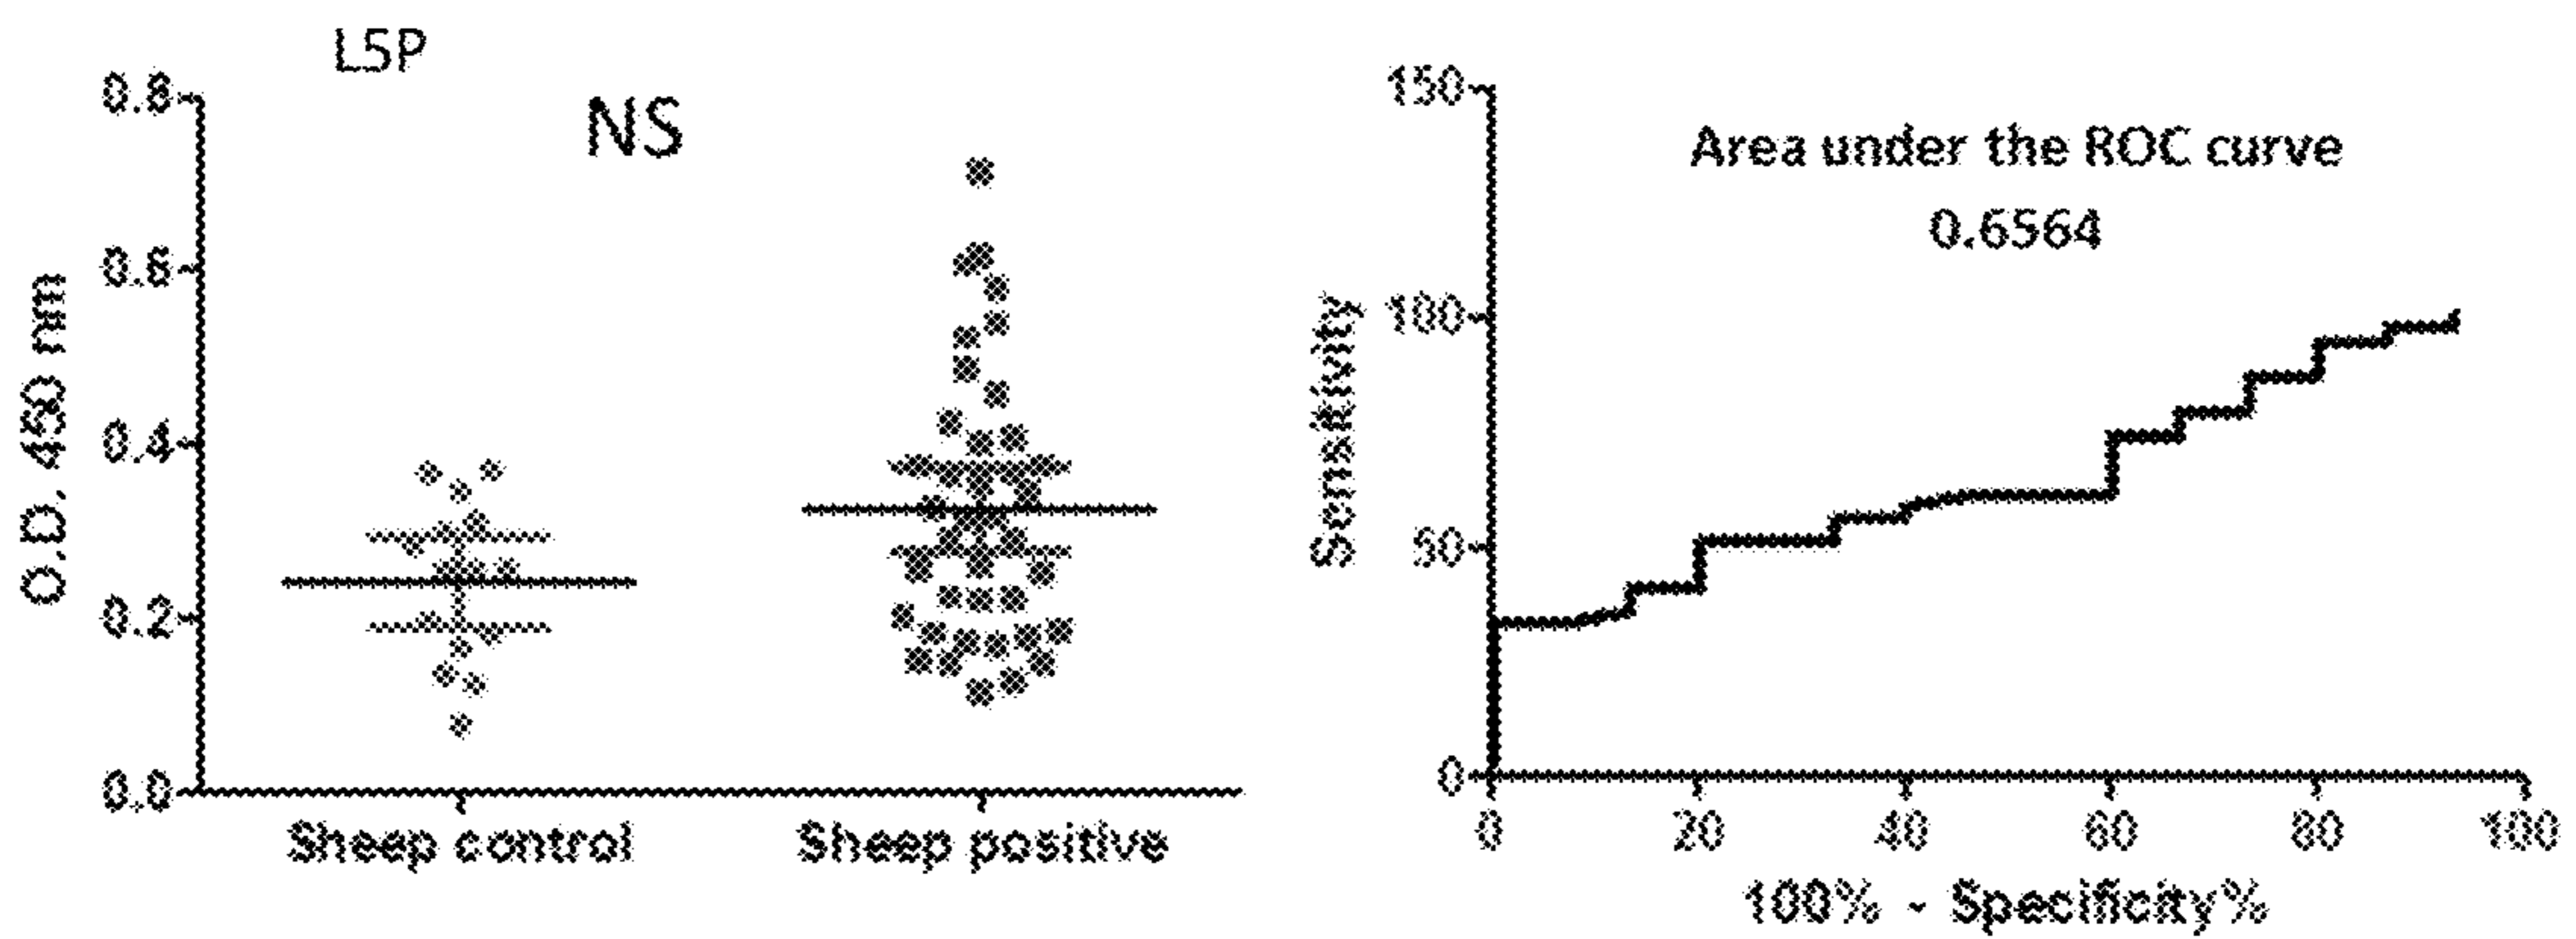 L5P
NS
0.8
0.6
0.4
0.2
0.0
O.D. 450 nm
Sheep control
Sheep positive
Area under the ROC curve
0.6564
150
100
50
0
Sensitivity
0
20
40
60
80
100
100% - Specificity%